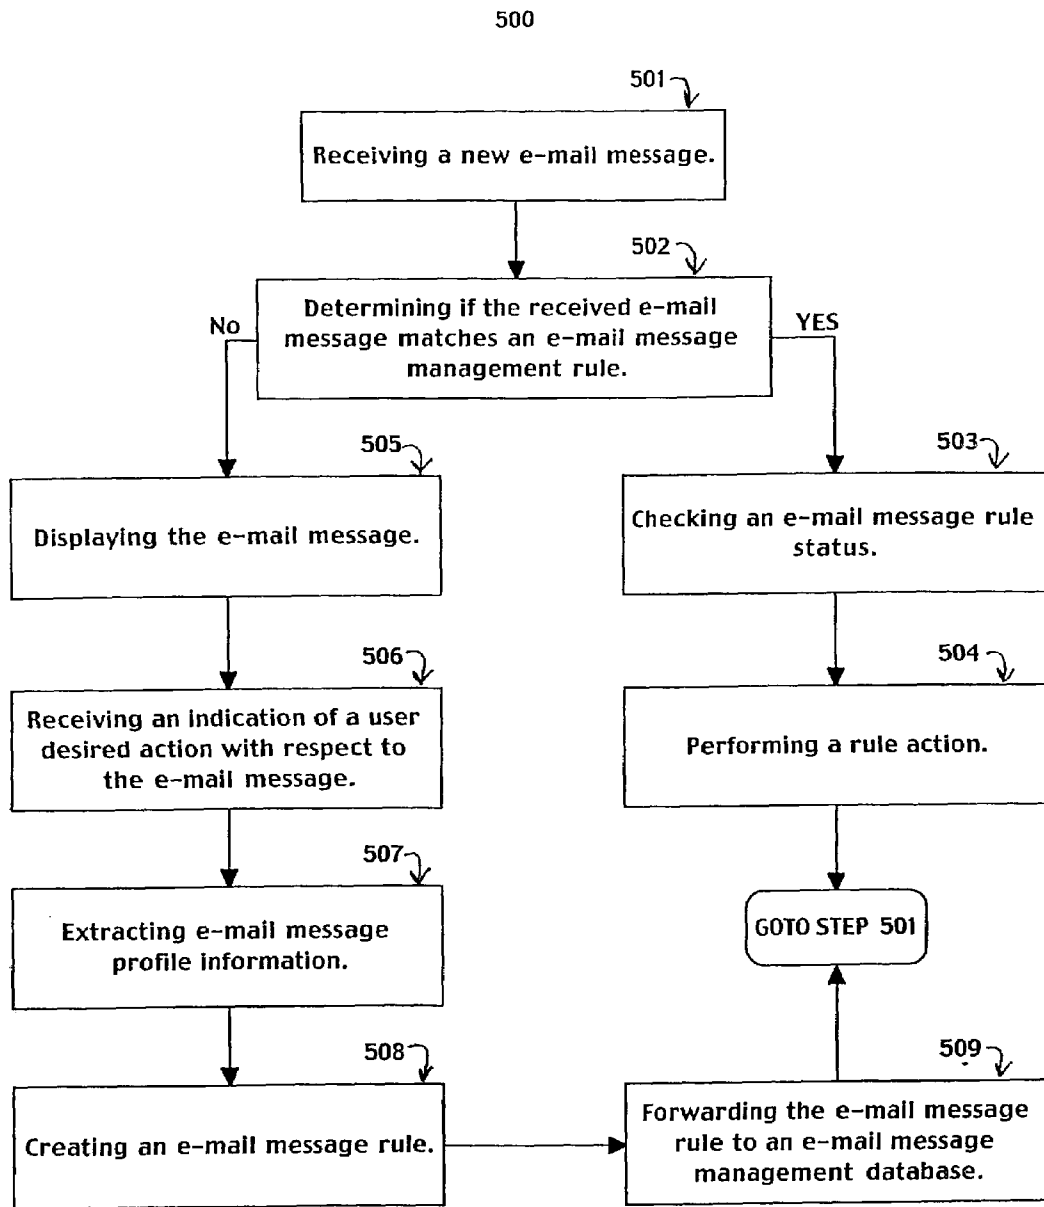 500
501
Receiving a new e-mail message.
502
Determining if the received e-mail
message matches an e-mail message
management rule.
No
YES
505
Displaying the e-mail message.
503
Checking an e-mail message rule
status.
506
Receiving an indication of a user
desired action with respect to
the e-mail message.
504
Performing a rule action.
507
Extracting e-mail message
profile information.
GOTO STEP 501
508
Creating an e-mail message rule.
509
Forwarding the e-mail message
rule to an e-mail message
management database.